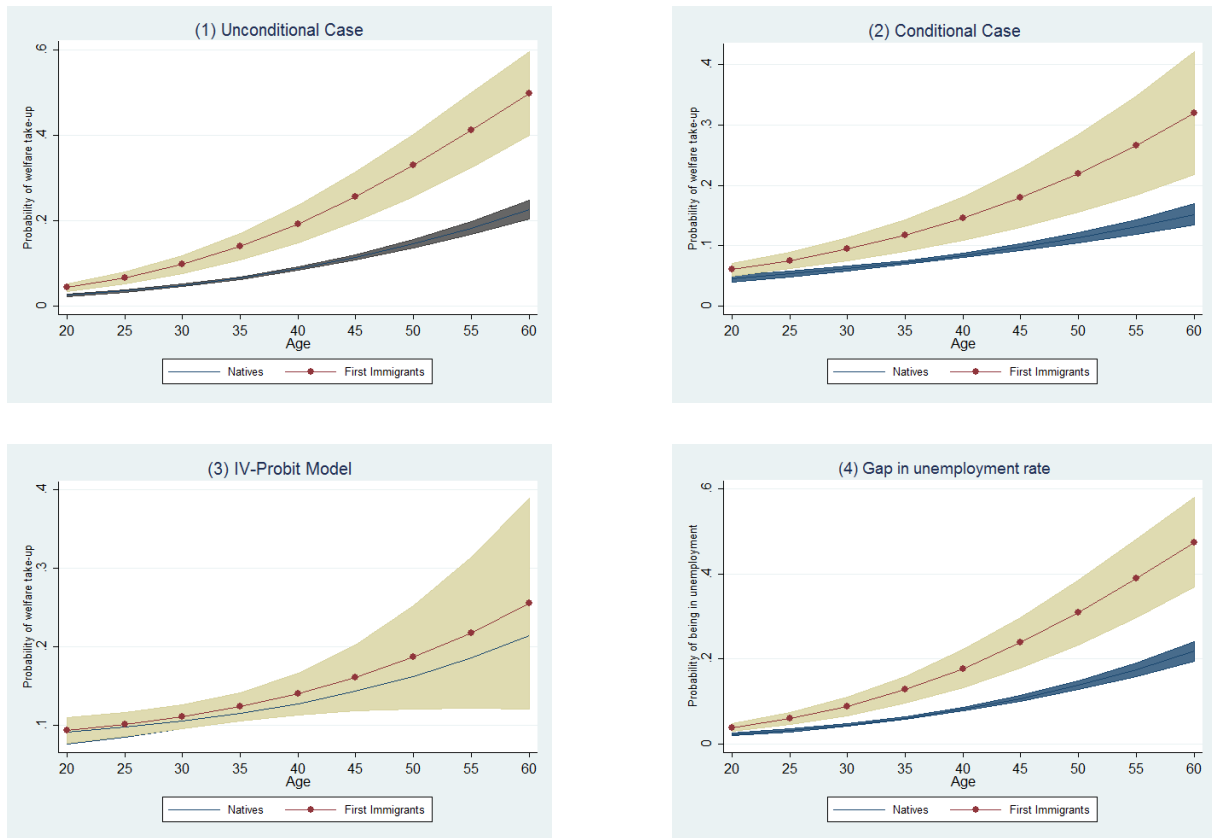 (1) Unconditional Case
Probability of welfare take-up
.6
.4
.2
0
20 25 30 35 40 45 50 55 60
Age
Natives First Immigrants
(2) Conditional Case
Probability of welfare take-up
.4
.3
.2
.1
0
20 25 30 35 40 45 50 55 60
Age
Natives First Immigrants
(3) IV-Probit Model
Probability of welfare take-up
.4
.3
.2
.1
20 25 30 35 40 45 50 55 60
Age
Natives First Immigrants
(4) Gap in unemployment rate
Probability of being in unemployment
.6
.4
.2
0
20 25 30 35 40 45 50 55 60
Age
Natives First Immigrants